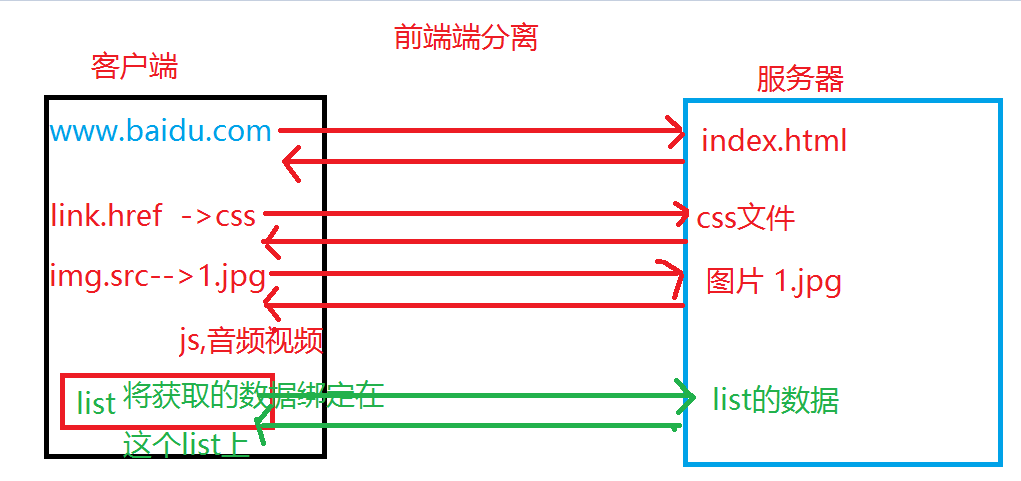 前端端分离
客户端
服务器
www.baidu.com
index.html
link.href ->css
css文件
img.src-->1.jpg
图片 1.jpg
js,音频视频
list 将获取的数据绑定在
这个list上
list的数据